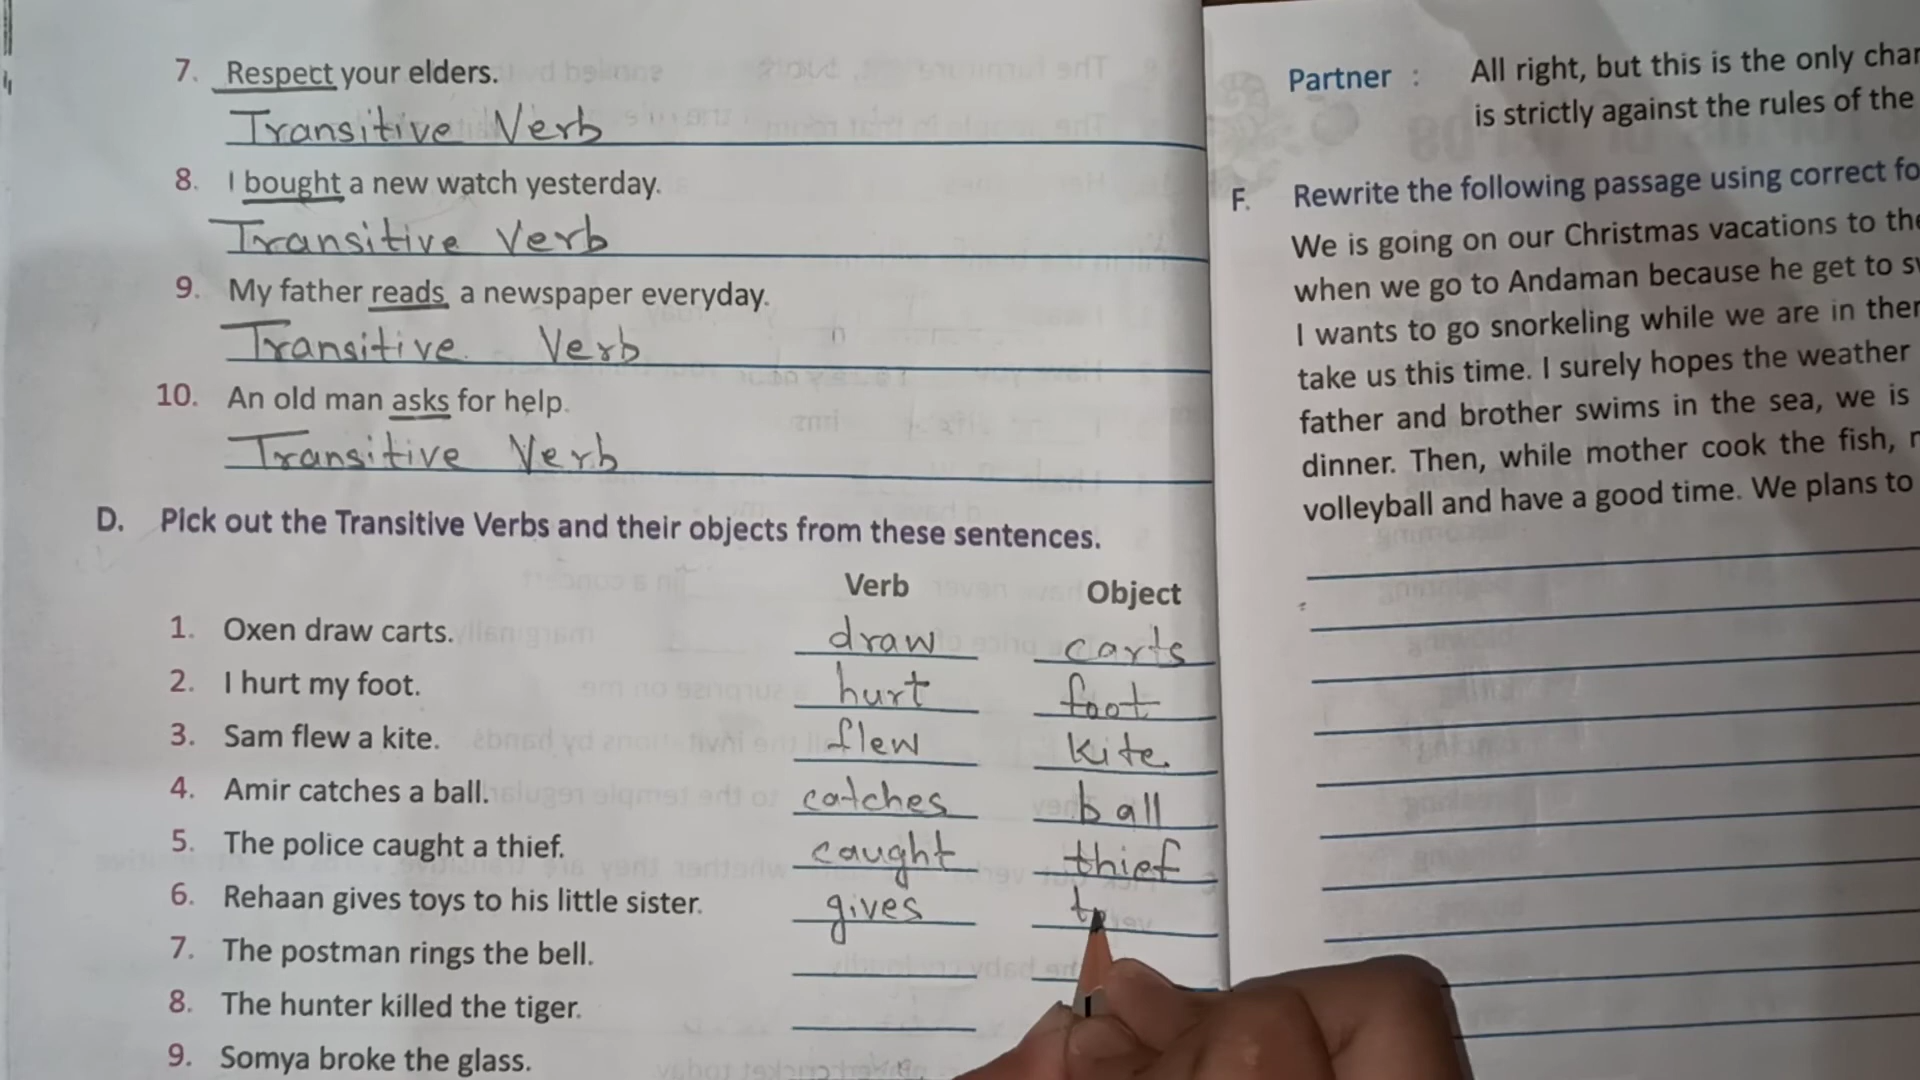 7. Respect your elders.
Transitive Verb
8. I bought a new watch yesterday.
Transitive Verb
9. My father reads a newspaper everyday.
Transitive Verb
10. An old man asks for help.
Transitive Verb
D. Pick out the Transitive Verbs and their objects from these sentences.
Verb Object
1. Oxen draw carts. draw carts
2. I hurt my foot. hurt foot
3. Sam flew a kite. flew kite
4. Amir catches a ball. catches ball
5. The police caught a thief. caught thief
6. Rehaan gives toys to his little sister. gives
7. The postman rings the bell.
8. The hunter killed the tiger.
9. Somya broke the glass.
Partner : All right, but this is the only
is strictly against the rules of the
F. Rewrite the following passage using correct
We is going on our Christmas vacations to
when we go to Andaman because he get to
I wants to go snorkeling while we are in
take us this time. I surely hopes the weather
father and brother swims in the sea, we is
dinner. Then, while mother cook the fish,
volleyball and have a good time. We plans to